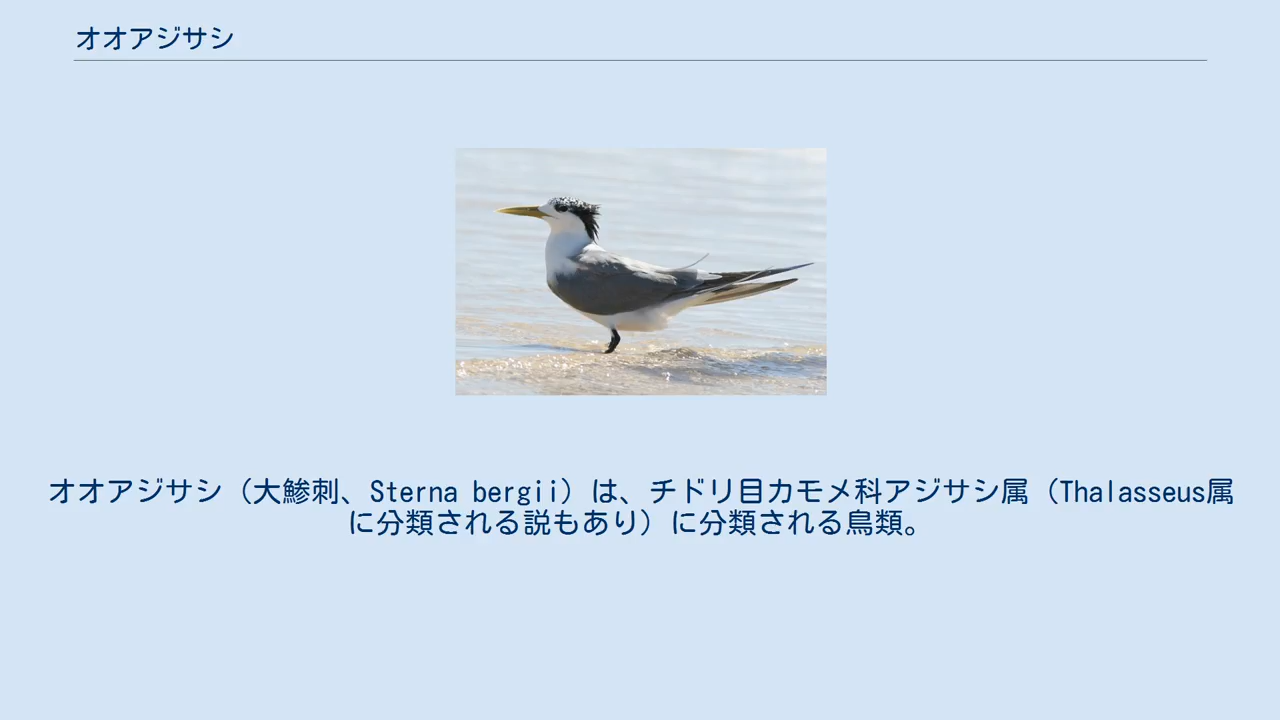 オオアジサシ
オオアジサシ（大鯵刺、Sterna bergii）は、チドリ目カモメ科アジサシ属（Thalasseus属
に分類される説もあり）に分類される鳥類。